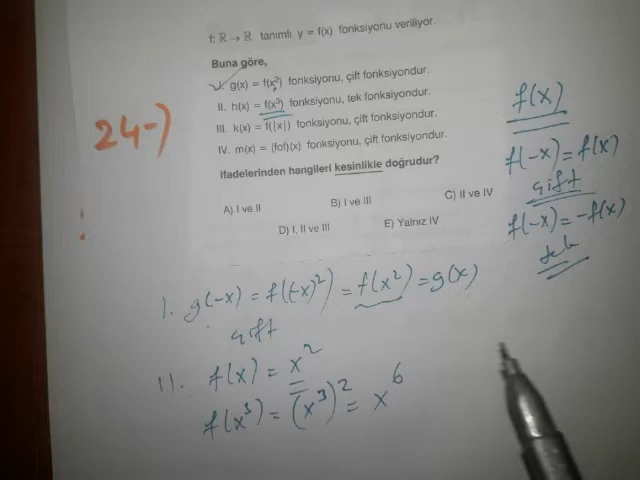 f: ℝ → ℝ tanımlı y = f(x) fonksiyonu veriliyor.
Buna göre,
I. g(x) = f(x²) fonksiyonu, çift fonksiyondur.
II. h(x) = f(x³) fonksiyonu, tek fonksiyondur.
III. k(x) = f(|x|) fonksiyonu, çift fonksiyondur.
IV. m(x) = (fof)(x) fonksiyonu, çift fonksiyondur.
ifadelerinden hangileri kesinlikle doğrudur?
A) I ve II B) I ve III C) II ve IV
D) I, II ve III E) Yalnız IV
24-)
f(x)
f(-x) = f(x)
çift
f(-x) = -f(x)
tek
I. g(-x) = f((-x)²) = f(x²) = g(x)
çift
II. f(x) = x²
f(x³) = (x³)² = x⁶